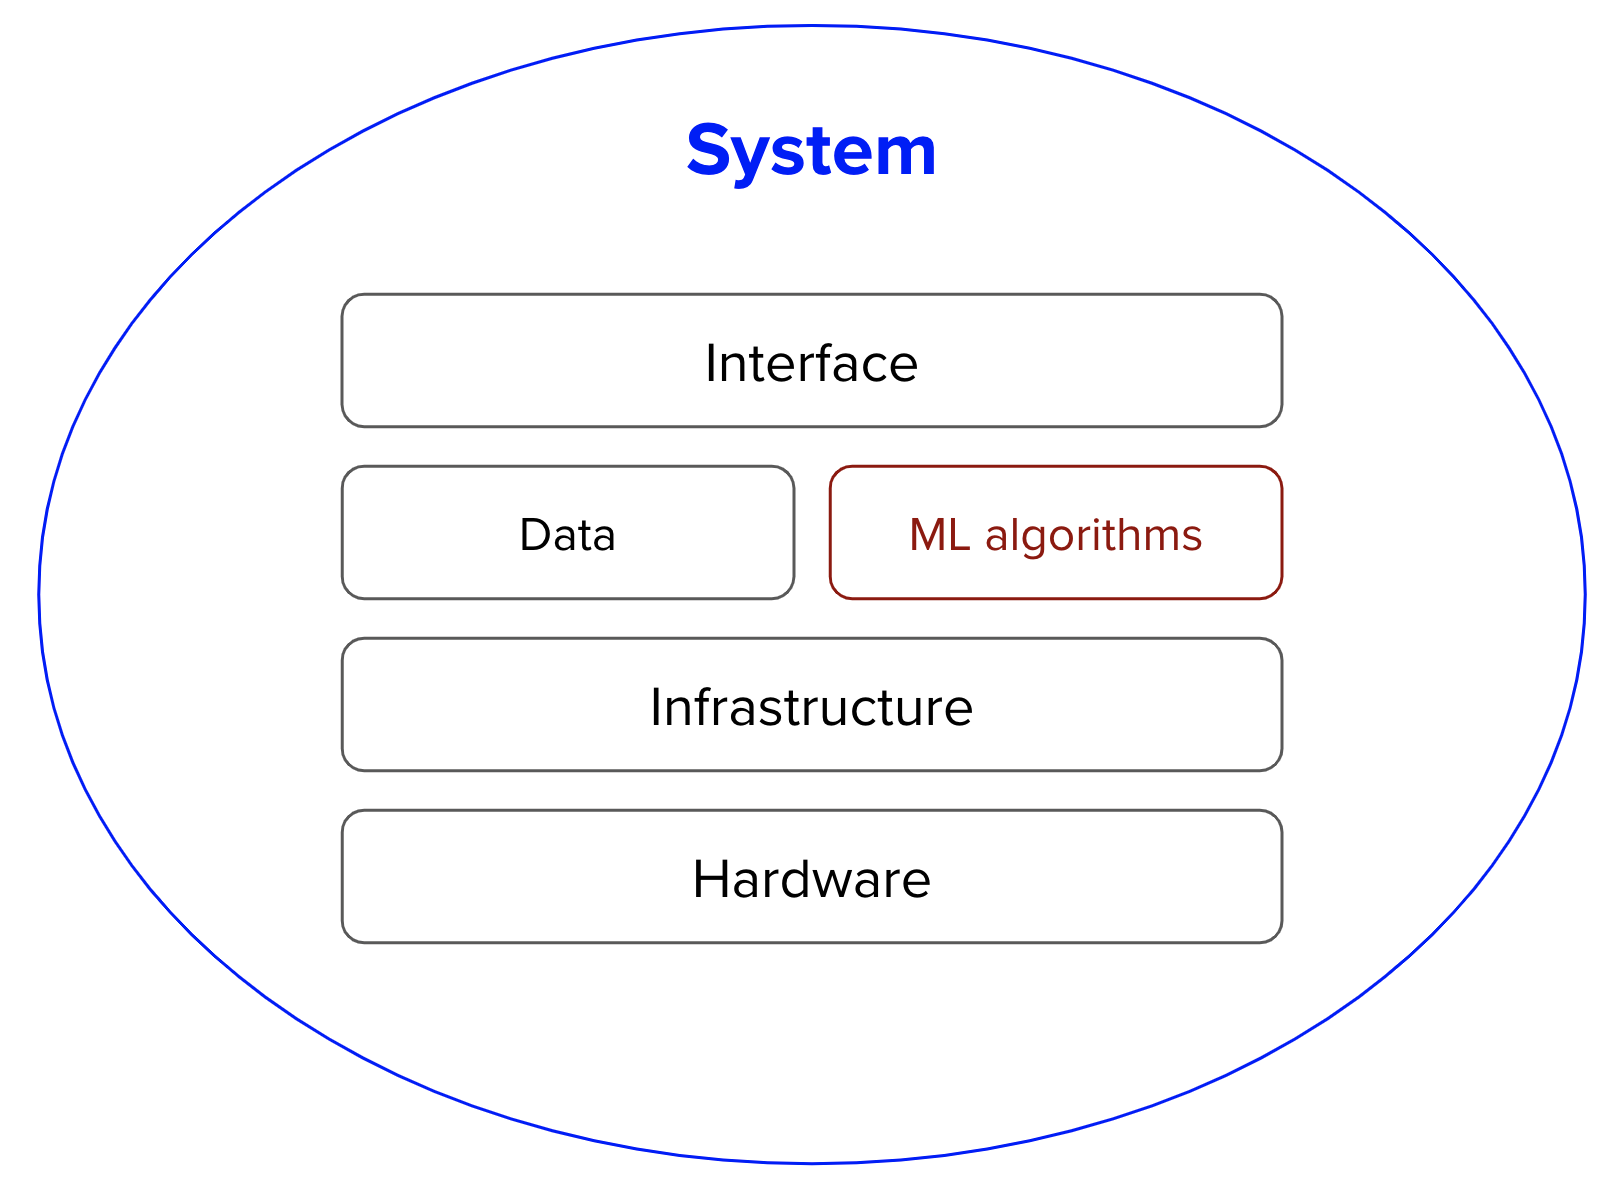 System
Interface
Data
ML algorithms
Infrastructure
Hardware